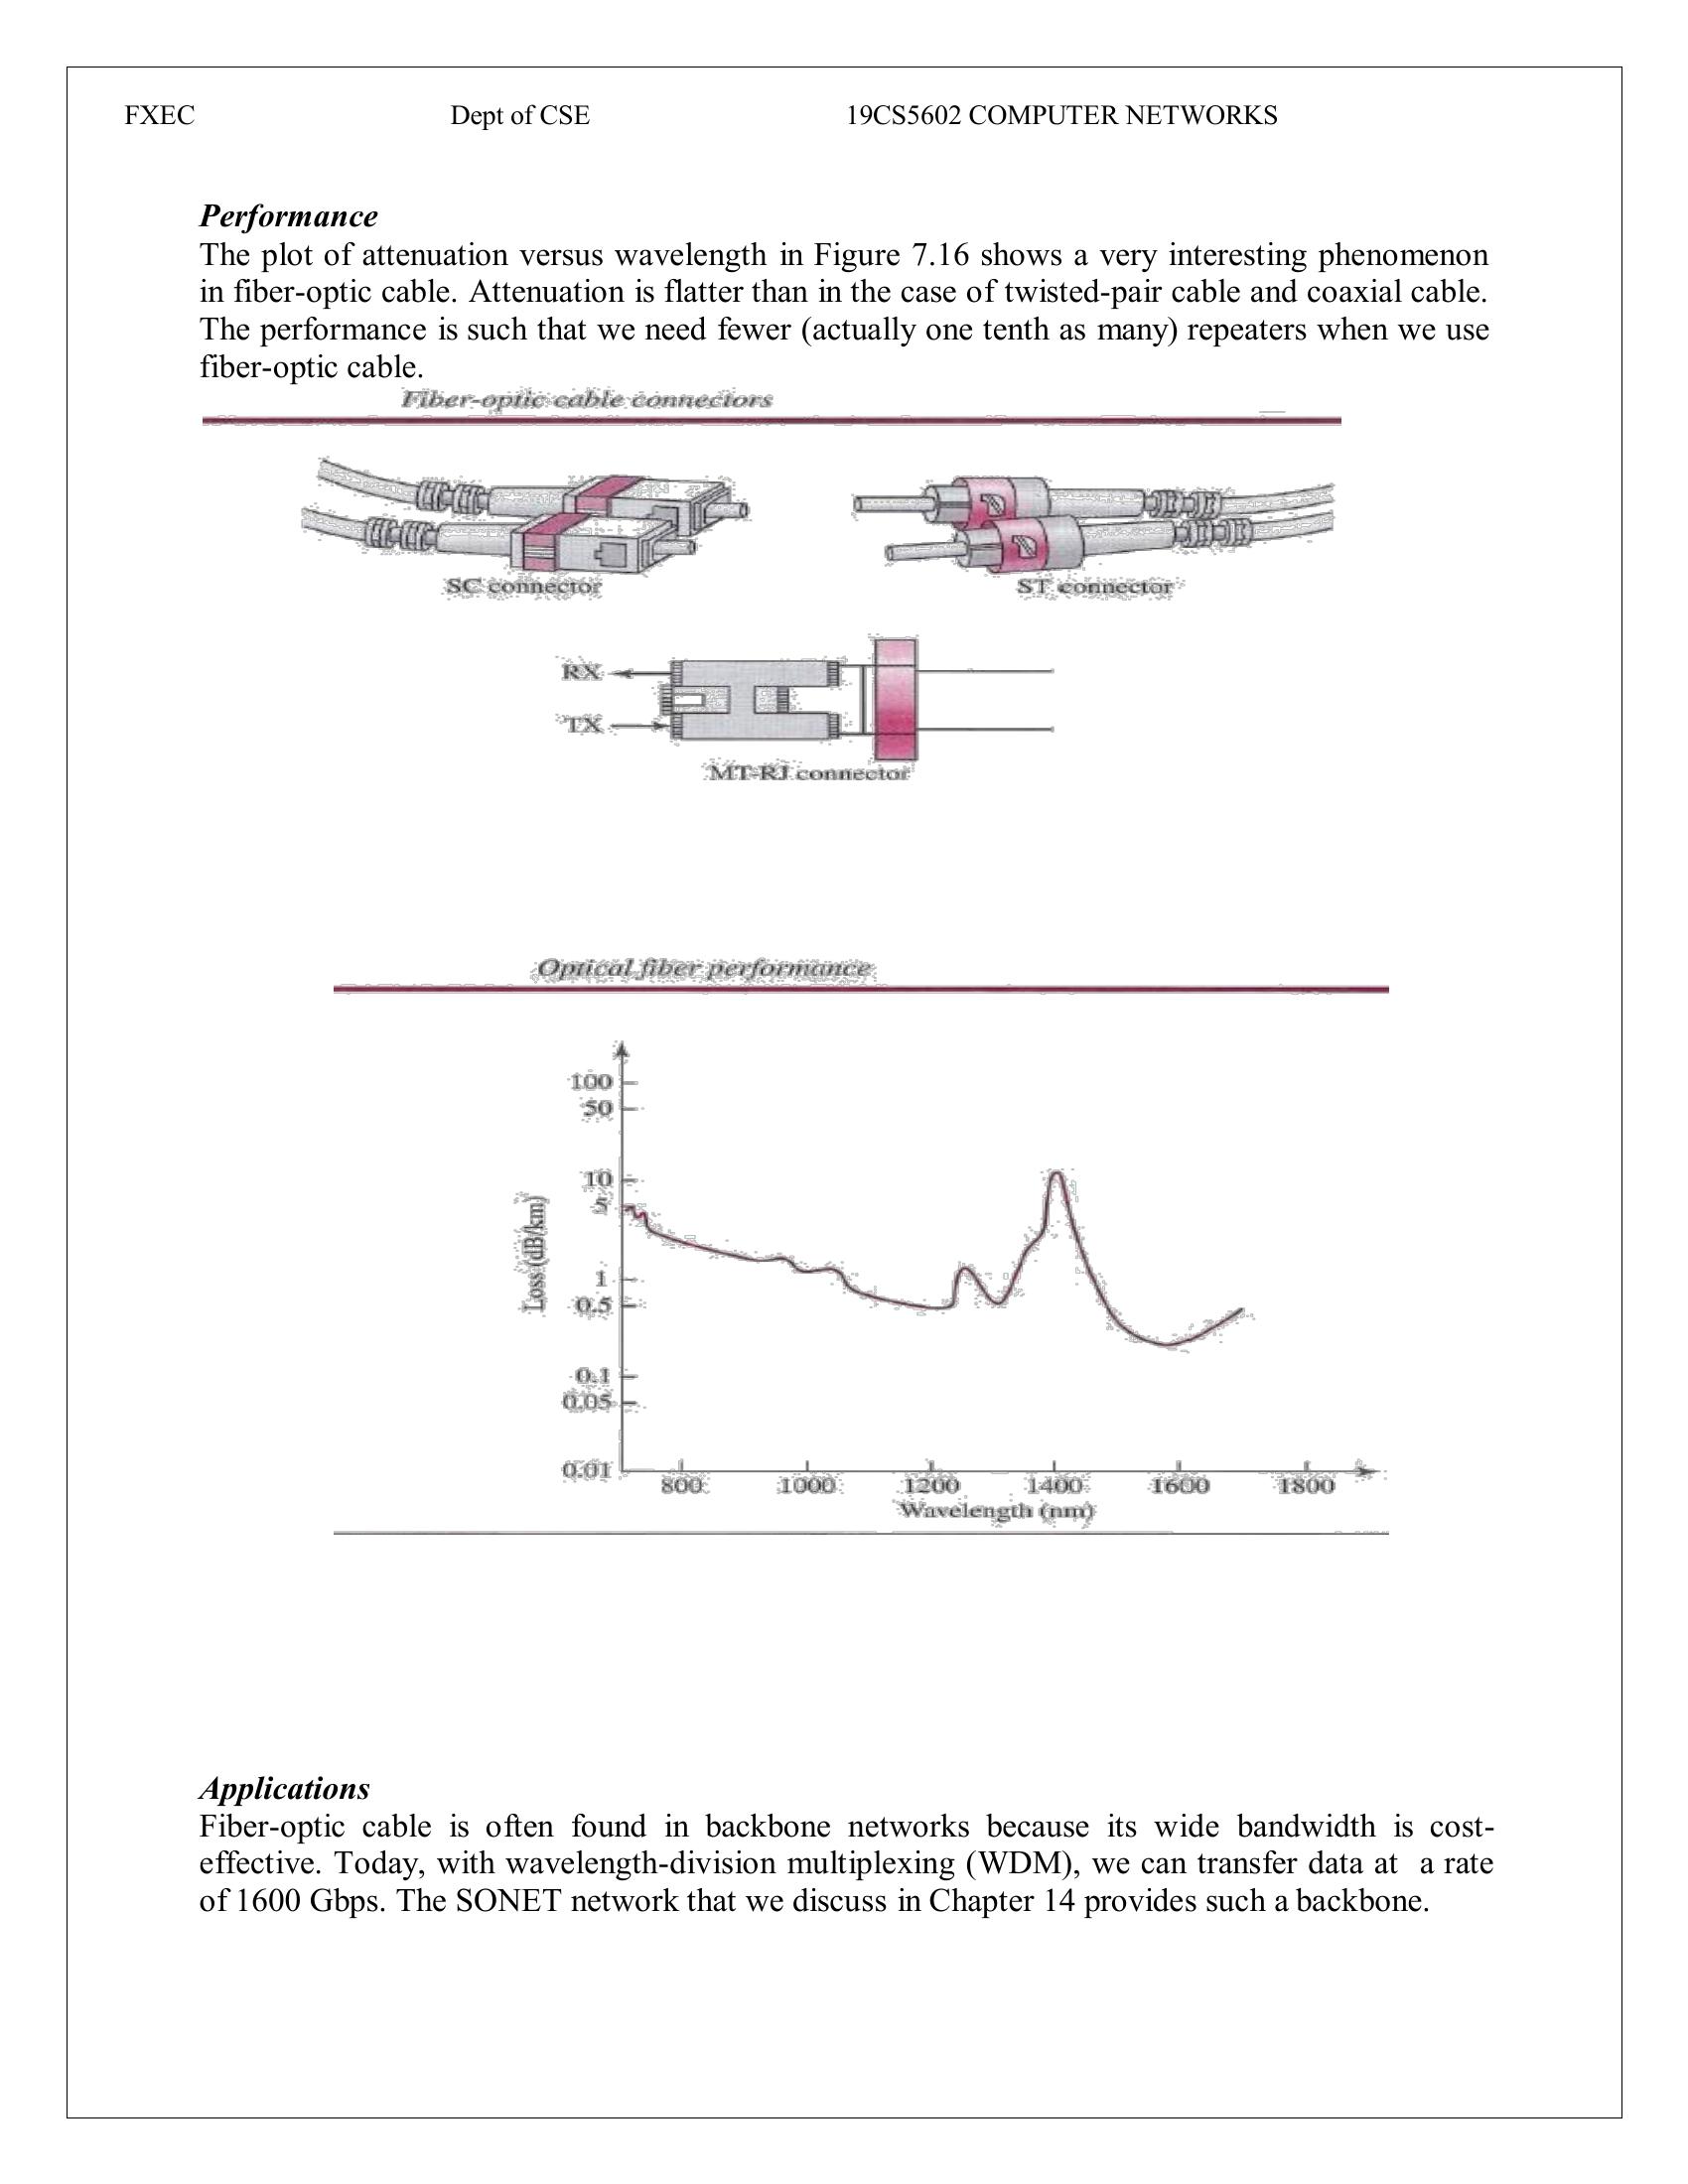 FXEC Dept of CSE 19CS5602 COMPUTER NETWORKS
Performance
The plot of attenuation versus wavelength in Figure 7.16 shows a very interesting phenomenon
in fiber-optic cable. Attenuation is flatter than in the case of twisted-pair cable and coaxial cable.
The performance is such that we need fewer (actually one tenth as many) repeaters when we use
fiber-optic cable.
Fiber-optic cable connectors
SC connector
ST connector
RX
TX
MT-RJ connector
Optical fiber performance
100
50
10
5
1
0.5
0.1
0.05
0.01
Loss (dB/km)
800 1000 1200 1400 1600 1800
Wavelength (nm)
Applications
Fiber-optic cable is often found in backbone networks because its wide bandwidth is cost-
effective. Today, with wavelength-division multiplexing (WDM), we can transfer data at a rate
of 1600 Gbps. The SONET network that we discuss in Chapter 14 provides such a backbone.